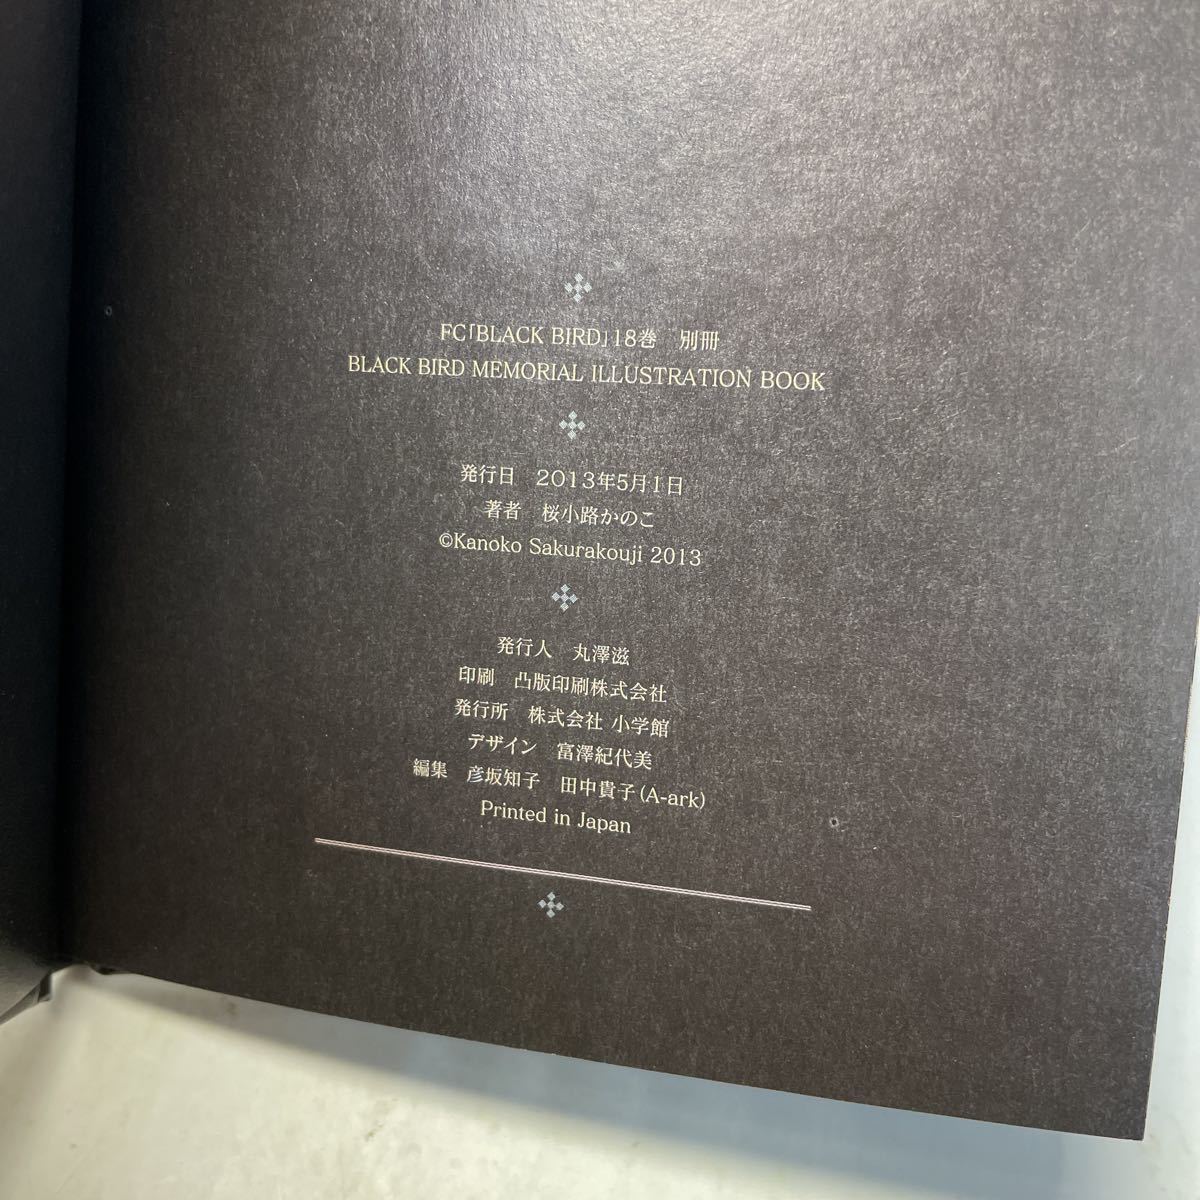 FC「BLACK BIRD」18巻　別冊
BLACK BIRD MEMORIAL ILLUSTRATION BOOK
発行日　2013年5月1日
著者　桜小路かのこ
©Kanoko Sakurakouji 2013
発行人　丸澤滋
印刷　凸版印刷株式会社
発行所　株式会社 小学館
デザイン　富澤紀代美
編集　彦坂知子　田中貴子(A-ark)
Printed in Japan